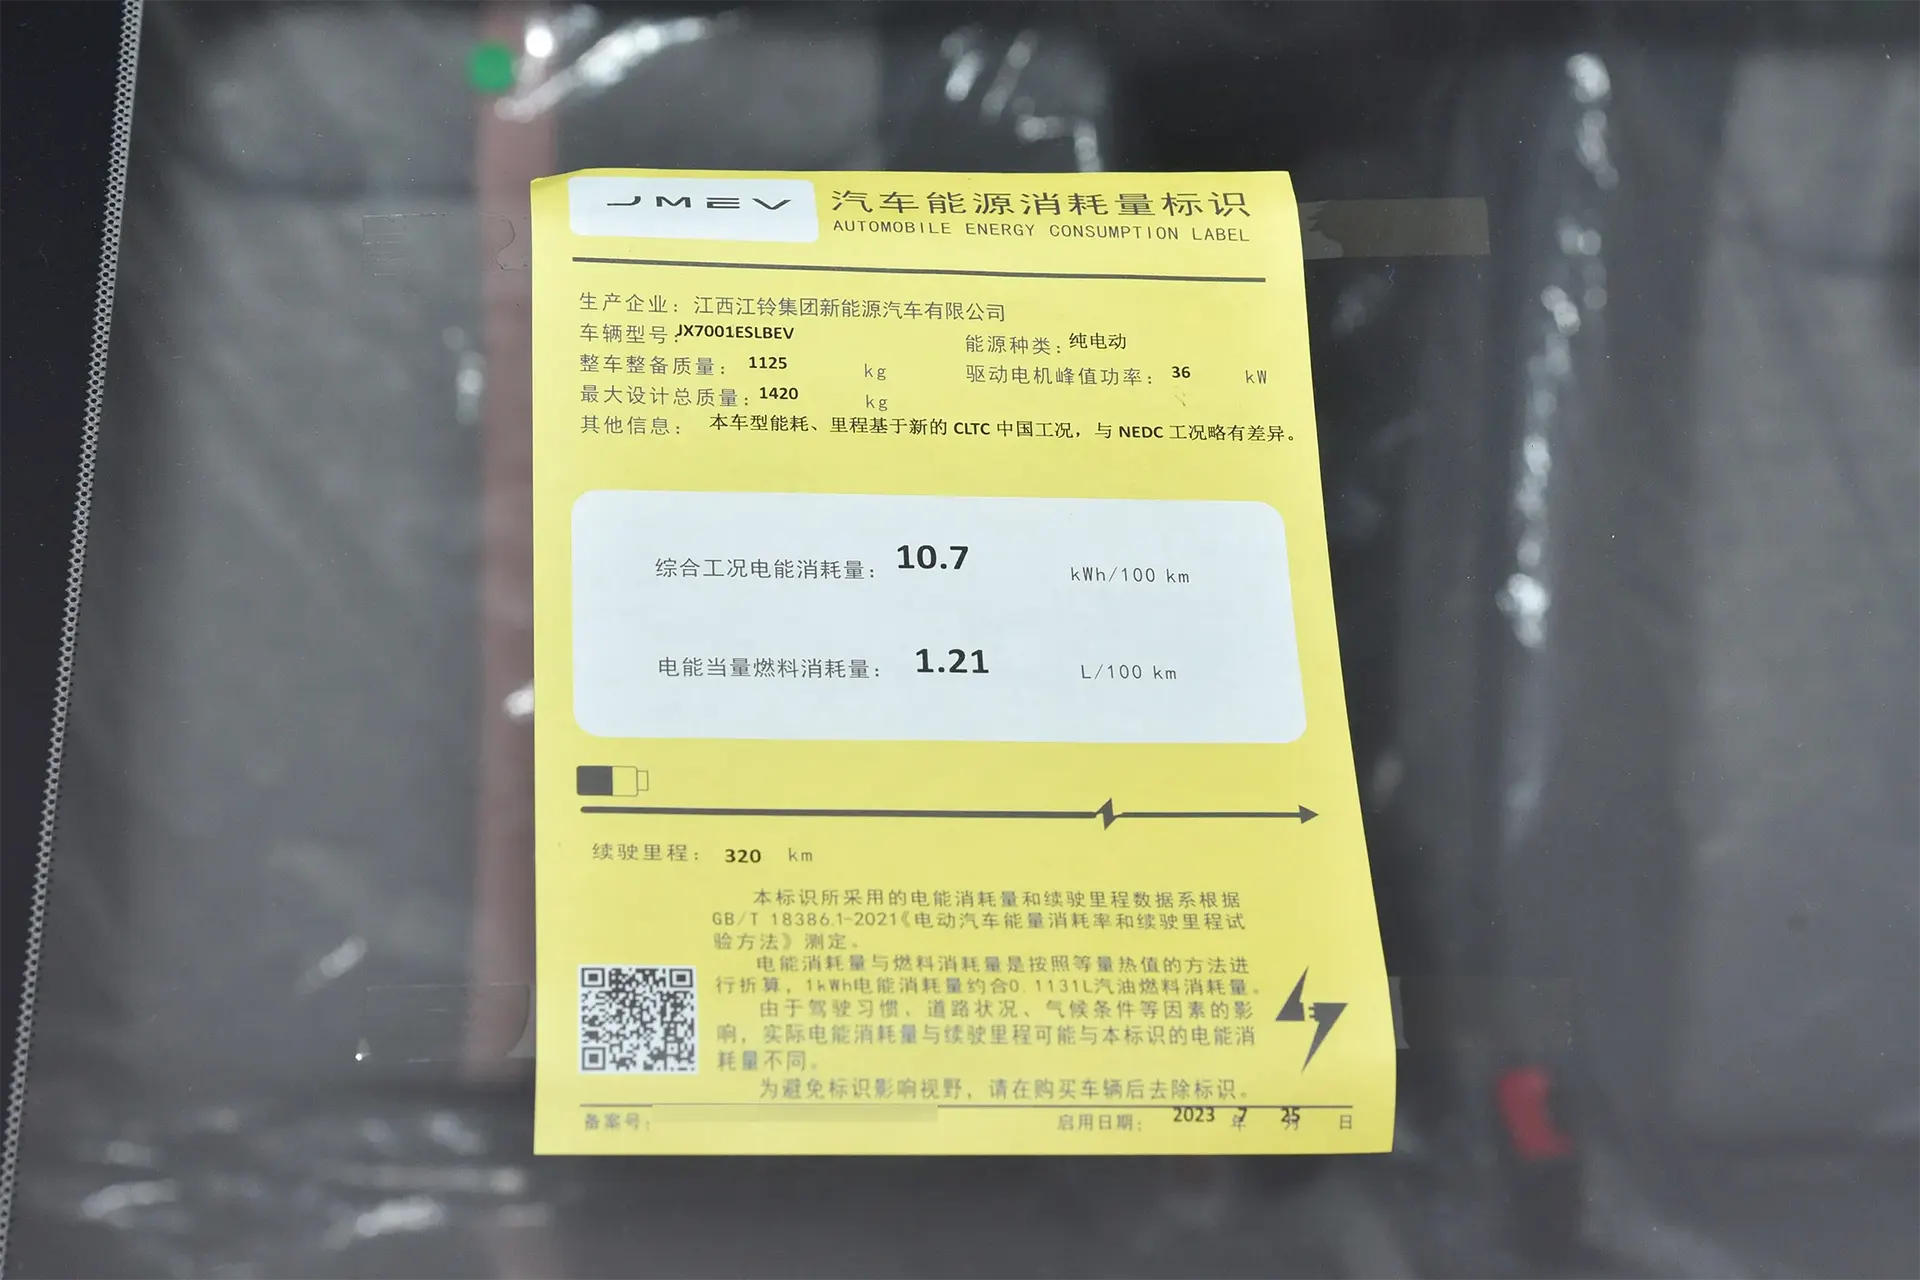 JMEV 汽车能源消耗量标识
AUTOMOBILE ENERGY CONSUMPTION LABEL
生产企业：江西江铃集团新能源汽车有限公司
车辆型号：JX7001ESLBEV
能源种类：纯电动
整车整备质量：1125 kg
驱动电机峰值功率：36 kW
最大设计总质量：1420 kg
其他信息：本车型能耗、里程基于新的 CLTC 中国工况，与 NEDC 工况略有差异。
综合工况电能消耗量：10.7 kWh/100 km
电能当量燃料消耗量：1.21 L/100 km
续驶里程：320 km
本标识所采用的电能消耗量和续驶里程数据系根据
GB/T 18386.1-2021《电动汽车能量消耗率和续驶里程试
验方法》测定。
电能消耗量与燃料消耗量是按照等量热值的方法进
行折算，1kWh电能消耗量约合0.1131L汽油燃料消耗量。
由于驾驶习惯、道路状况、气候条件等因素的影
响，实际电能消耗量与续驶里程可能与本标识的电能消
耗量不同。
为避免标识影响视野，请在购买车辆后去除标识。
备案号：
启用日期：2023 年 7 月 25 日